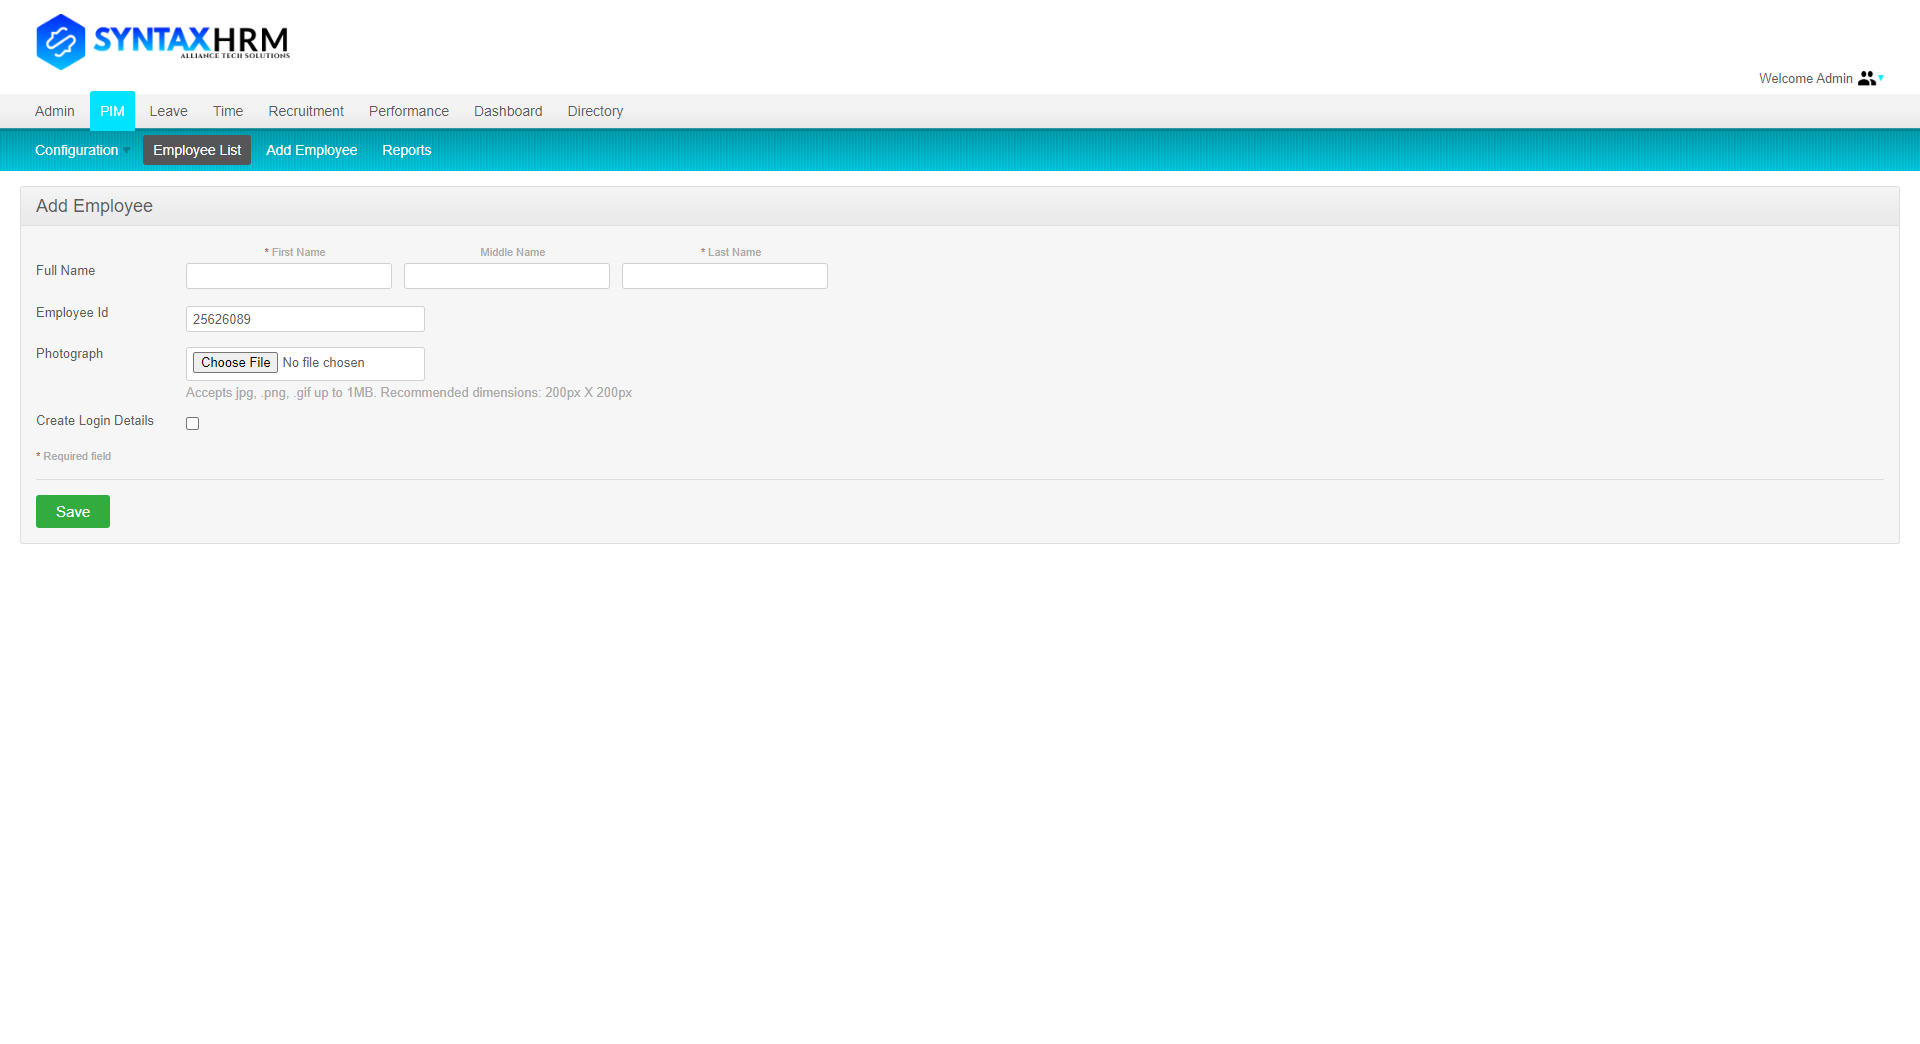 SYNTAXHRM
ALLIANCE TECH SOLUTIONS
Welcome Admin
Admin PIM Leave Time Recruitment Performance Dashboard Directory
Configuration Employee List Add Employee Reports
Add Employee
* First Name Middle Name * Last Name
Full Name
Employee Id 25626089
Photograph Choose File No file chosen
Accepts jpg, .png, .gif up to 1MB. Recommended dimensions: 200px X 200px
Create Login Details
* Required field
Save